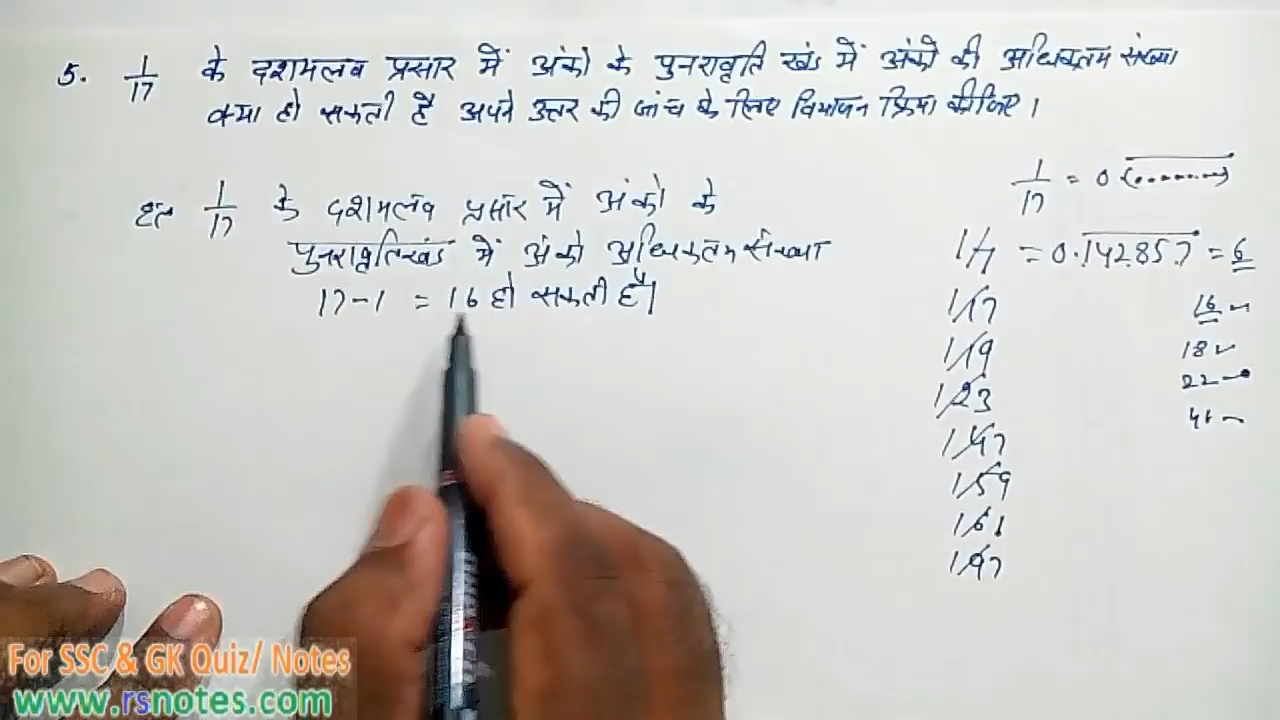 5. 1/17 के दशमलव प्रसार में अंको के पुनरावृति खंड में अंको की अधिकतम संख्या
क्या हो सकती है अपने उत्तर की जांच के लिए विभाजन क्रिया कीजिए।
हल 1/17 के दशमलव प्रसार में अंको के
पुनरावृतिखंड में अंको अधिकतम संख्या
17-1 = 16 हो सकती है।
1/17 = 0.(........)
1/7 = 0.142857 = 6
1/17 16
1/19 18
1/23 22
1/47
1/59
1/61
1/97
For SSC & GK Quiz/ Notes
www.rsnotes.com